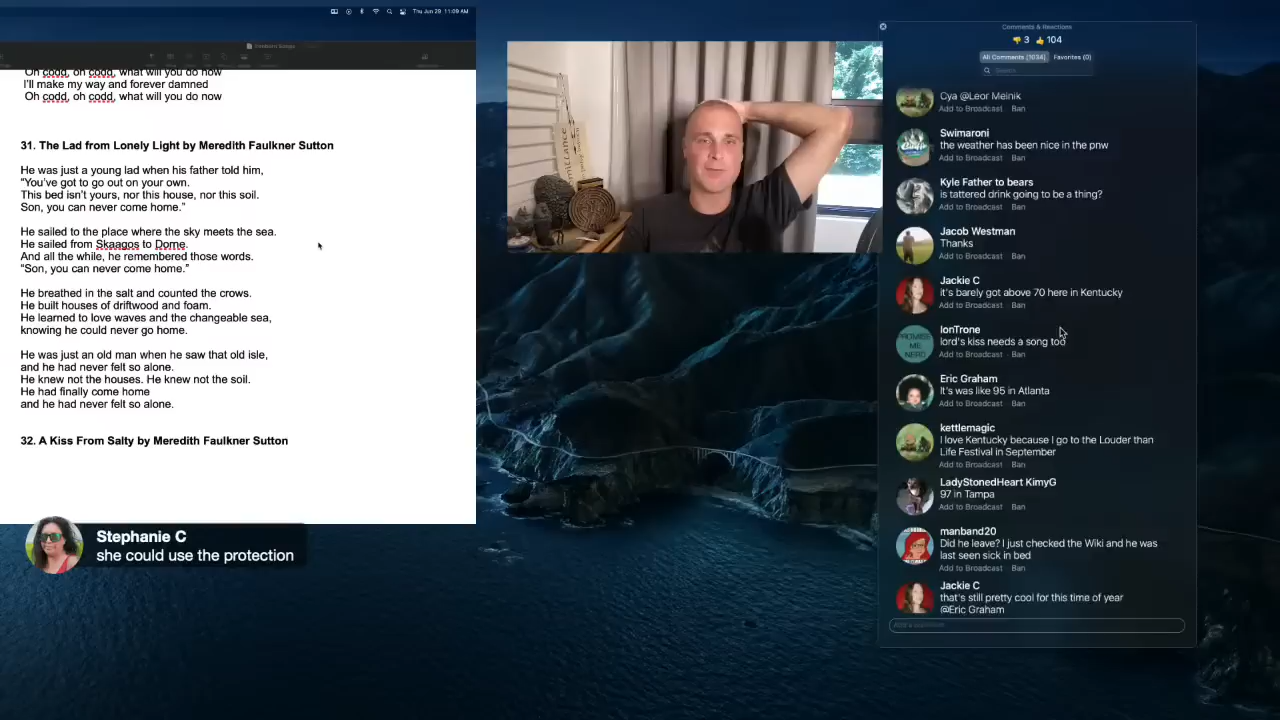 Thu Jun 29 11:09 AM
Oh codd, oh codd, what will you do now
I'll make my way and forever damned
Oh codd, oh codd, what will you do now
31. The Lad from Lonely Light by Meredith Faulkner Sutton
He was just a young lad when his father told him,
"You've got to go out on your own.
This bed isn't yours, nor this house, nor this soil.
Son, you can never come home."
He sailed to the place where the sky meets the sea.
He sailed from Skaagos to Dorne.
And all the while, he remembered those words.
"Son, you can never come home."
He breathed in the salt and counted the crows.
He built houses of driftwood and foam.
He learned to love waves and the changeable sea,
knowing he could never go home.
He was just an old man when he saw that old isle,
and he had never felt so alone.
He knew not the houses. He knew not the soil.
He had finally come home
and he had never felt so alone.
32. A Kiss From Salty by Meredith Faulkner Sutton
Stephanie C
she could use the protection
Comments & Reactions
👎 3 👍 104
All Comments (1034) Favorites (0)
Search
Cya @Leor Melnik
Add to Broadcast Ban
Swimaroni
the weather has been nice in the pnw
Add to Broadcast Ban
Kyle Father to bears
is tattered drink going to be a thing?
Add to Broadcast Ban
Jacob Westman
Thanks
Add to Broadcast Ban
Jackie C
it's barely got above 70 here in Kentucky
Add to Broadcast Ban
PROMISE
ME
NERD
IonTrone
lord's kiss needs a song too
Add to Broadcast Ban
Eric Graham
It's was like 95 in Atlanta
Add to Broadcast Ban
kettlemagic
I love Kentucky because I go to the Louder than
Life Festival in September
Add to Broadcast Ban
LadyStonedHeart KimyG
97 in Tampa
Add to Broadcast Ban
manband20
Did he leave? I just checked the Wiki and he was
last seen sick in bed
Add to Broadcast Ban
Jackie C
that's still pretty cool for this time of year
@Eric Graham